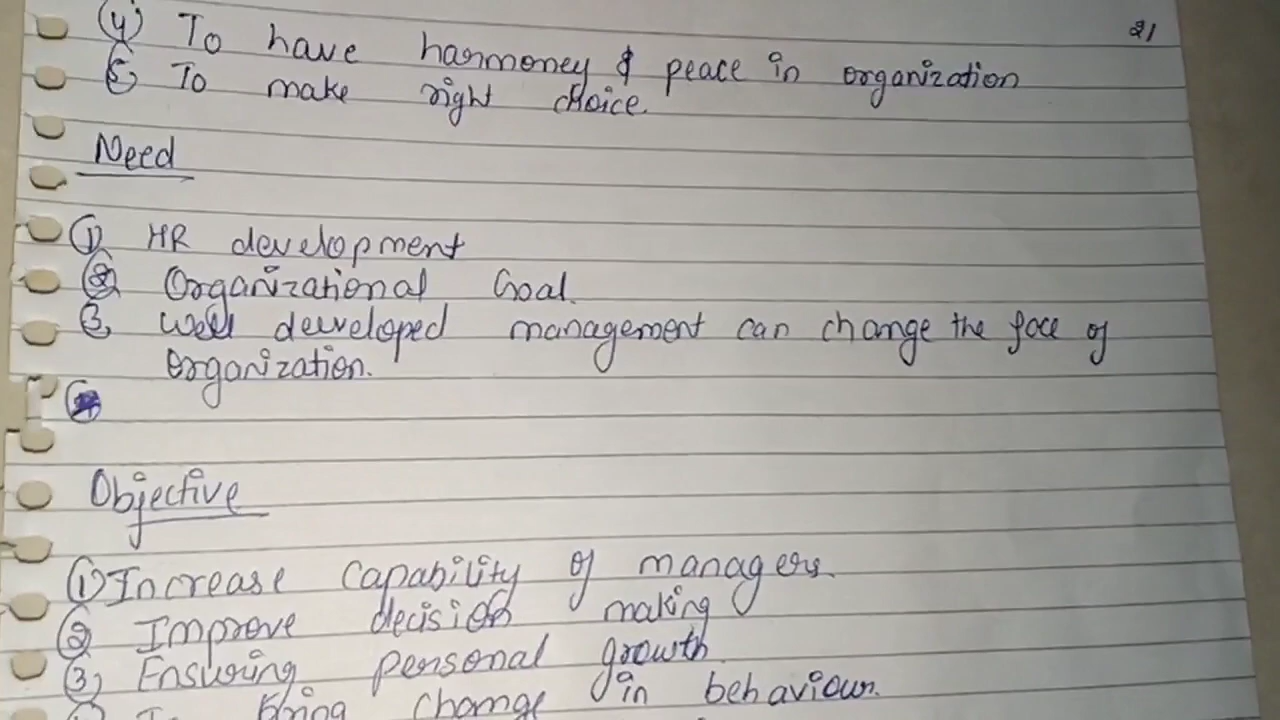 21
(4) To have harmoney & peace in organization
(5) To make right choice.
Need
(1) HR development
(2) Organizational Goal.
(3) Well developed management can change the face of
organization.
Objective
(1) Increase capability of managers.
(2) Improve decision making
(3) Ensuring personal growth
bring change in behaviour.